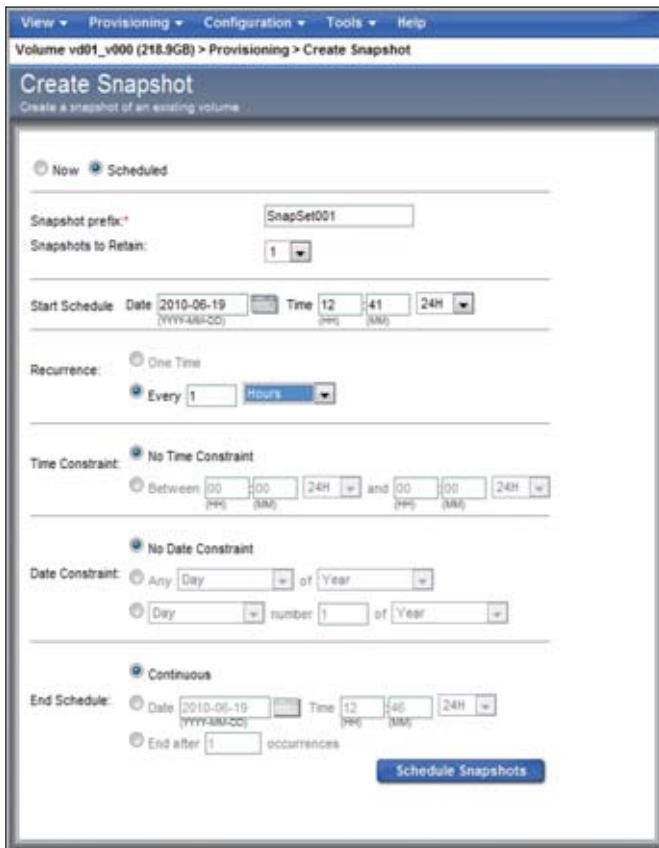 View Provisioning Configuration Tools Help
Volume vd01_v000 (218.9GB) > Provisioning > Create Snapshot
Create Snapshot
Create a snapshot of an existing volume
Now Scheduled
Snapshot prefix:* SnapSet001
Snapshots to Retain: 1
Start Schedule Date 2010-06-19 Time 12 :41 24H
(YYYY-MM-DD) (HH) (MM)
Recurrence: One Time
Every 1 Hours
Time Constraint: No Time Constraint
Between 00 :00 24H and 00 :00 24H
(HH) (MM) (HH) (MM)
Date Constraint: No Date Constraint
Any Day of Year
Day number 1 of Year
End Schedule: Continuous
Date 2010-06-19 Time 12 :46 24H
(YYYY-MM-DD) (HH) (MM)
End after 1 occurrences
Schedule Snapshots